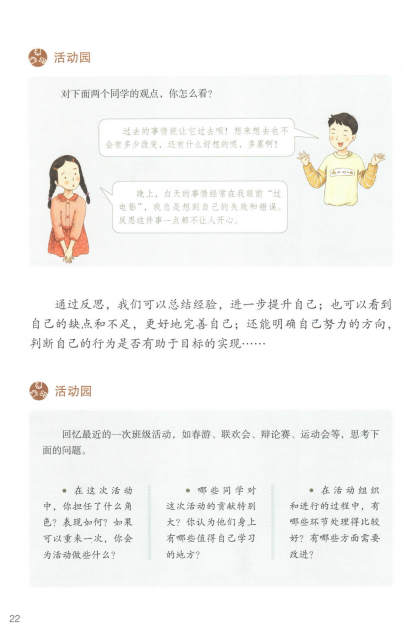 活动园
对下面两个同学的观点，你怎么看？
过去的事情就让它过去呗！想来想去也不
会有多少改变，还有什么好想的呢，多累啊！
晚上，白天的事情经常在我眼前“过
电影”，我总是想到自己的失败和错误。
反思这件事一点都不让人开心。
通过反思，我们可以总结经验，进一步提升自己；也可以看到
自己的缺点和不足，更好地完善自己；还能明确自己努力的方向，
判断自己的行为是否有助于目标的实现……
活动园
回忆最近的一次班级活动，如春游、联欢会、辩论赛、运动会等，思考下
面的问题。
• 在这次活动
中，你担任了什么角
色？表现如何？如果
可以重来一次，你会
为活动做些什么？
• 哪些同学对
这次活动的贡献特别
大？你认为他们身上
有哪些值得自己学习
的地方？
• 在活动组织
和进行的过程中，有
哪些环节处理得比较
好？有哪些方面需要
改进？
22